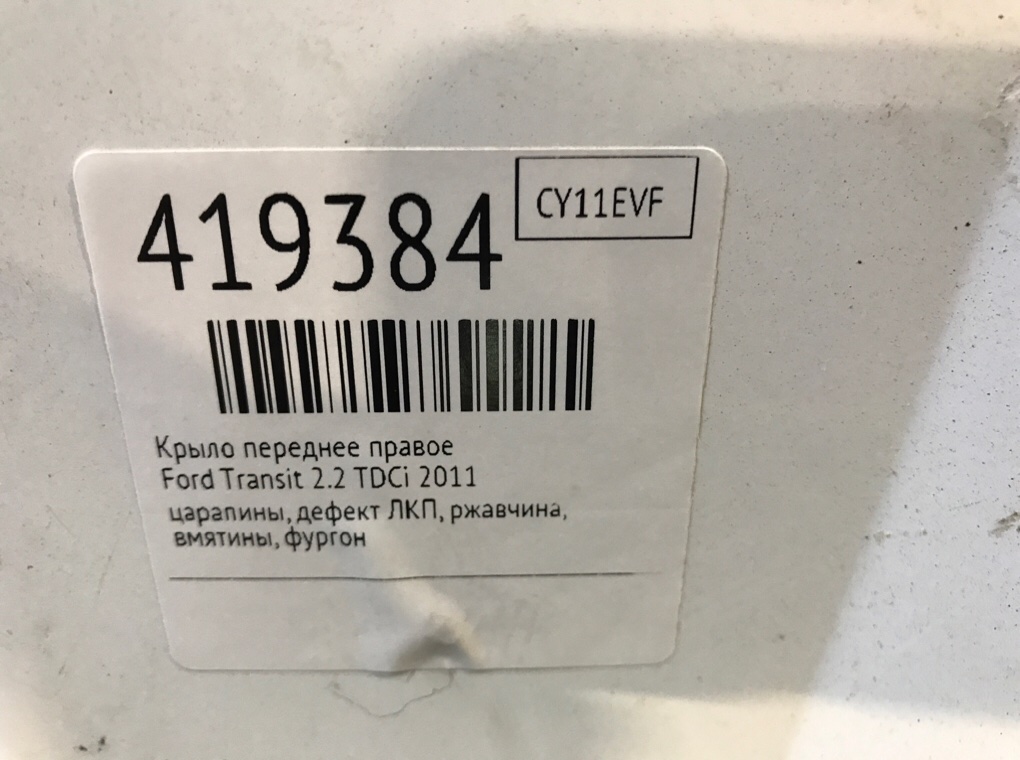 419384
CY11EVF
Крыло переднее правое
Ford Transit 2.2 TDCi 2011
царапины, дефект ЛКП, ржавчина,
вмятины, фургон